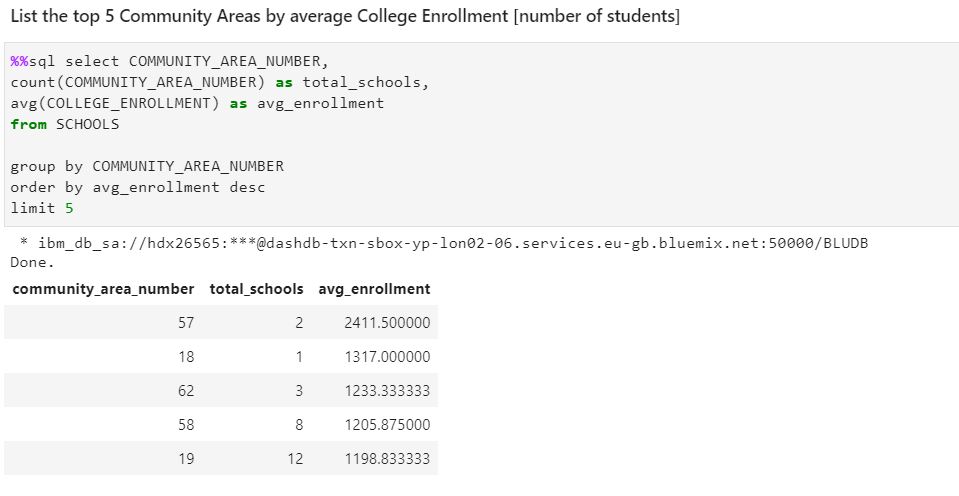 List the top 5 Community Areas by average College Enrollment [number of students]
%%sql select COMMUNITY_AREA_NUMBER,
count(COMMUNITY_AREA_NUMBER) as total_schools,
avg(COLLEGE_ENROLLMENT) as avg_enrollment
from SCHOOLS
group by COMMUNITY_AREA_NUMBER
order by avg_enrollment desc
limit 5
* ibm_db_sa://hdx26565:***@dashdb-txn-sbox-yp-lon02-06.services.eu-gb.bluemix.net:50000/BLUDB
Done.
community_area_number total_schools avg_enrollment
57 2 2411.500000
18 1 1317.000000
62 3 1233.333333
58 8 1205.875000
19 12 1198.833333